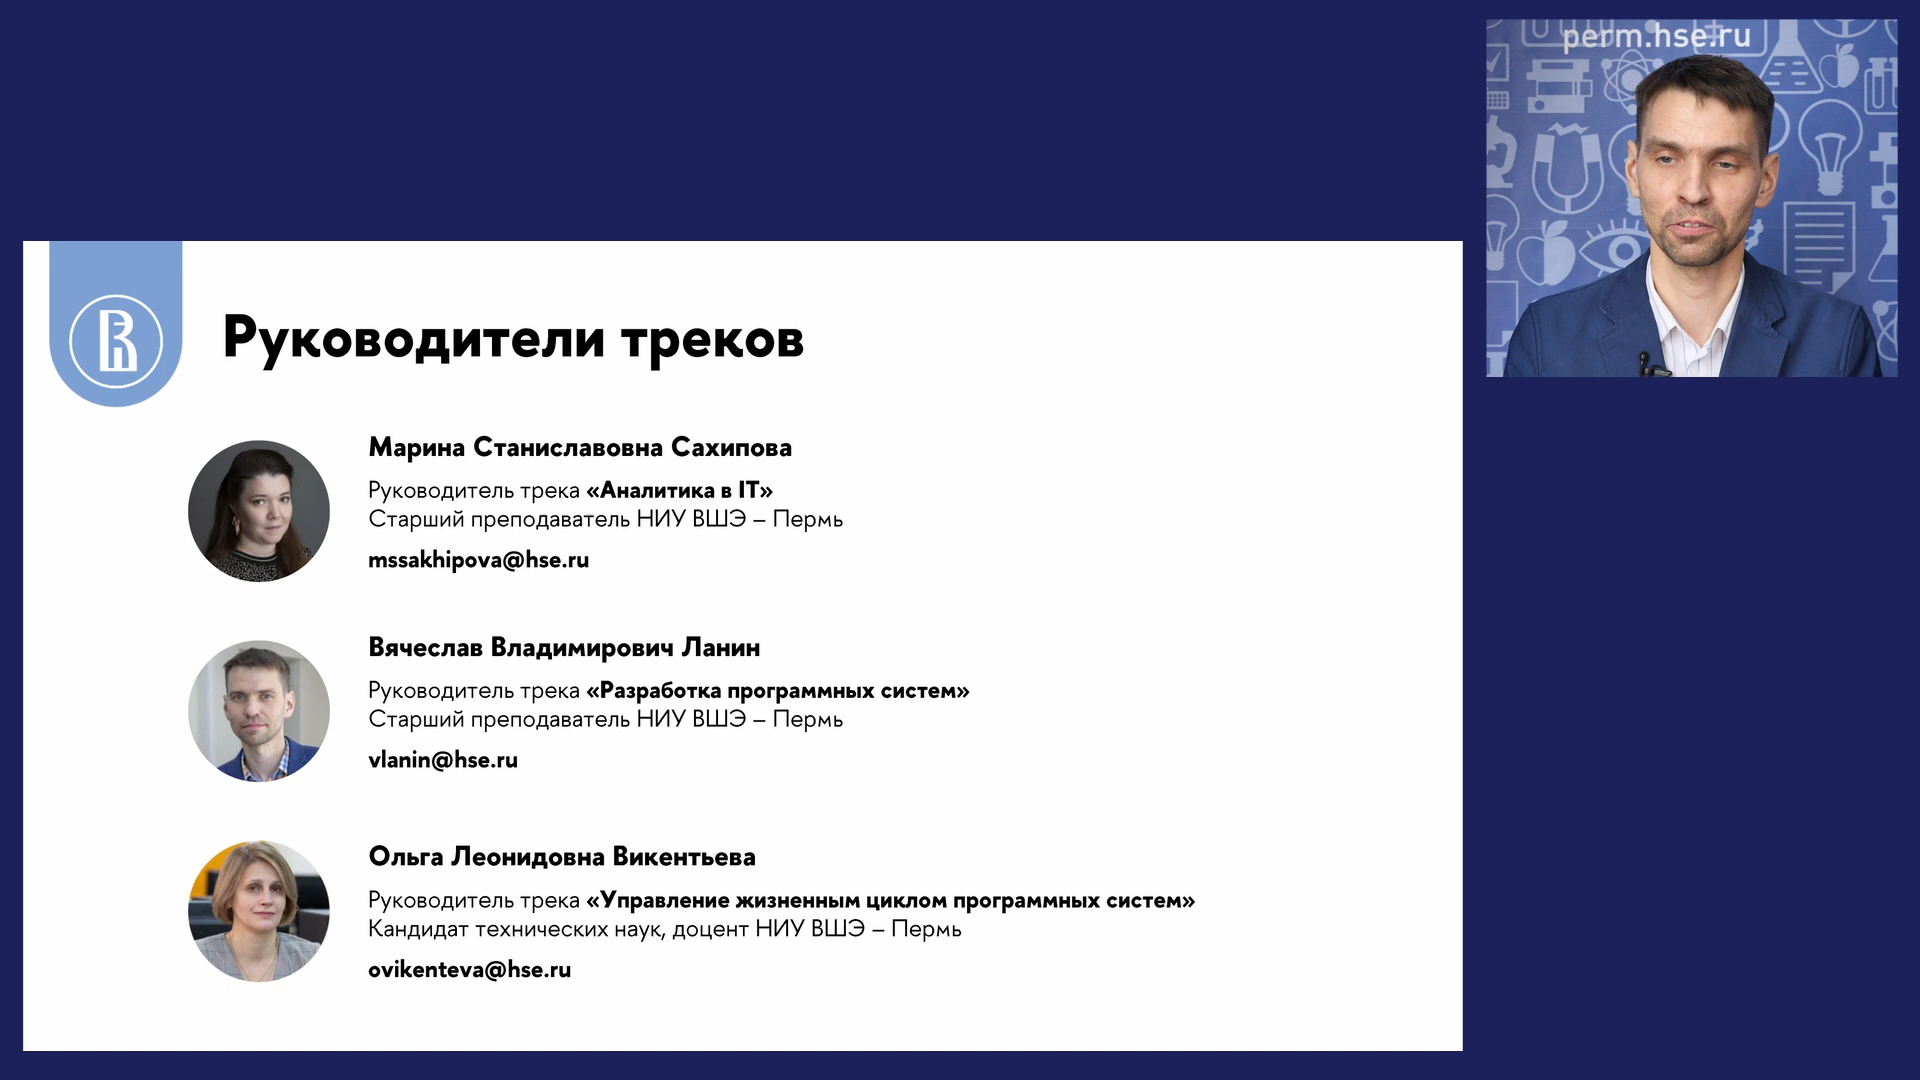 perm.hse.ru
Руководители треков
Марина Станиславовна Сахипова
Руководитель трека «Аналитика в IT»
Старший преподаватель НИУ ВШЭ – Пермь
mssakhipova@hse.ru
Вячеслав Владимирович Ланин
Руководитель трека «Разработка программных систем»
Старший преподаватель НИУ ВШЭ – Пермь
vlanin@hse.ru
Ольга Леонидовна Викентьева
Руководитель трека «Управление жизненным циклом программных систем»
Кандидат технических наук, доцент НИУ ВШЭ – Пермь
ovikenteva@hse.ru